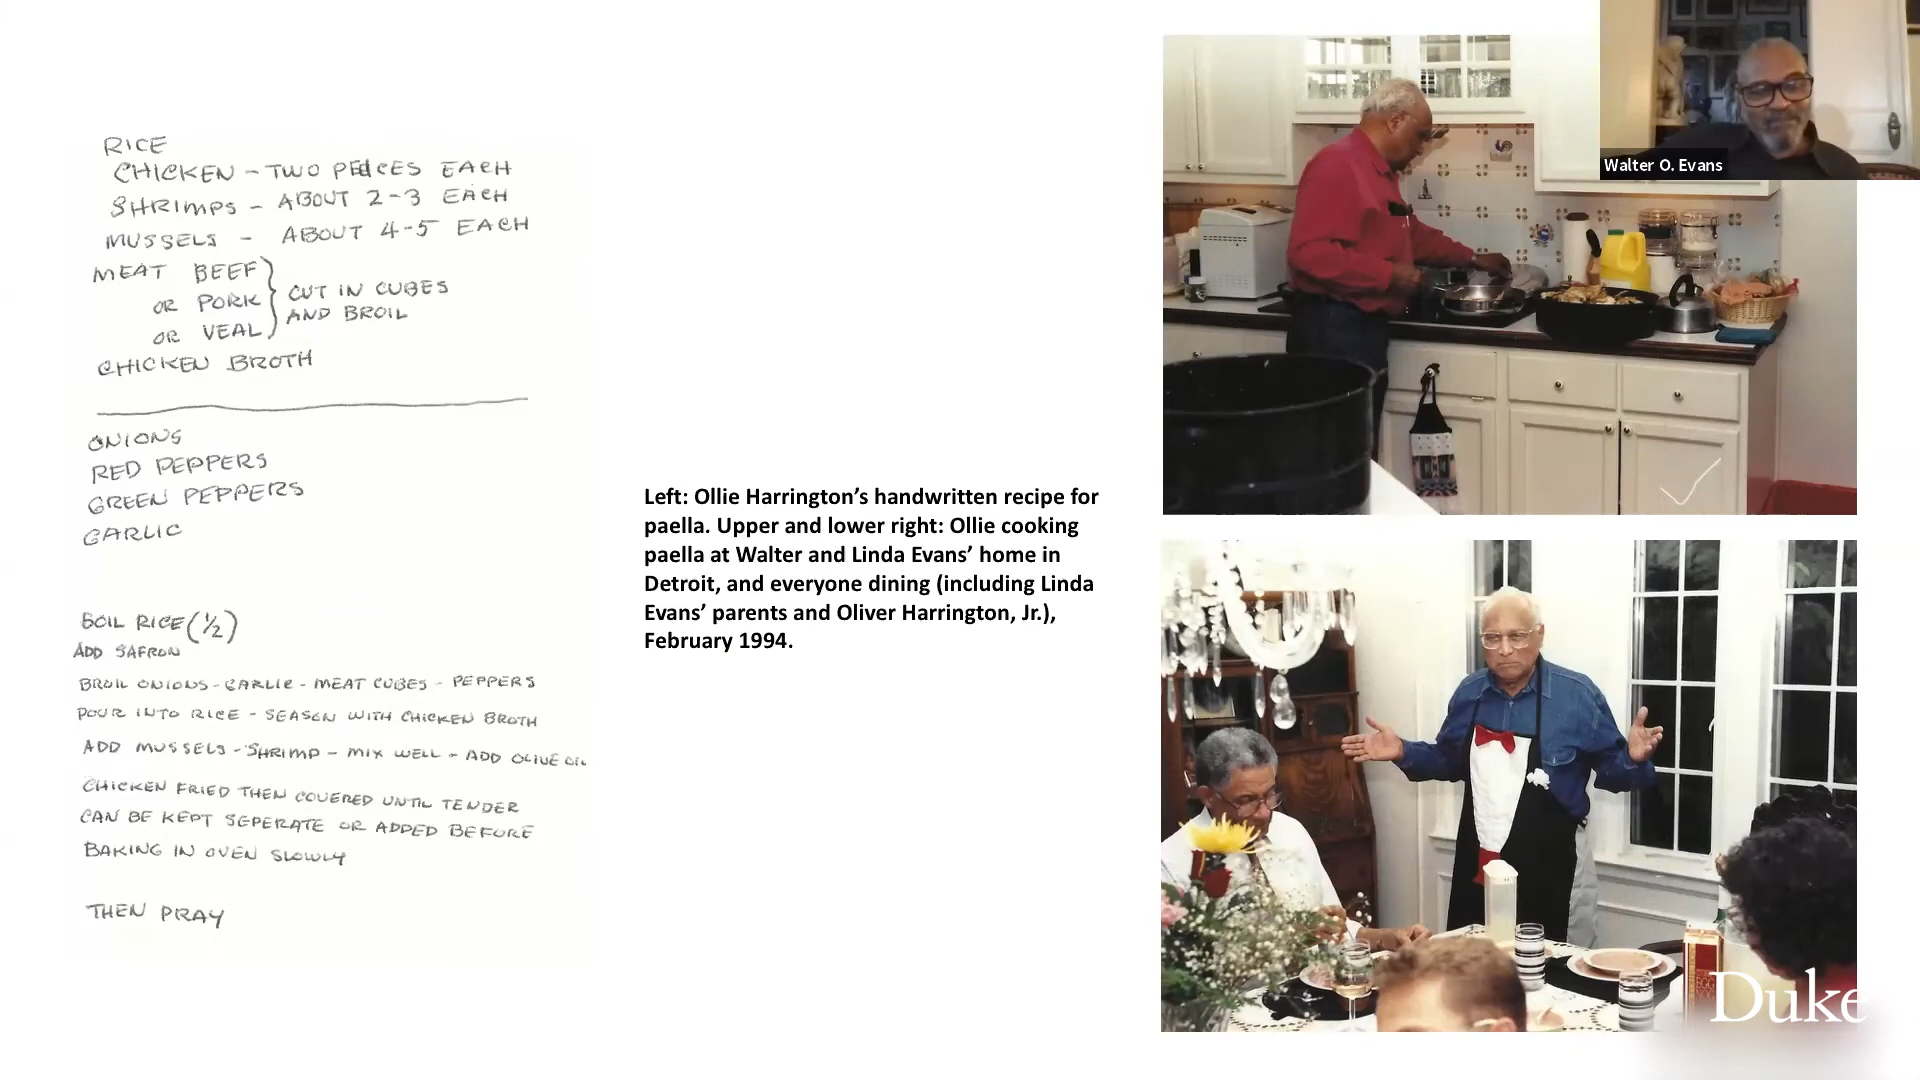 RICE
CHICKEN - TWO PEICES EACH
SHRIMPS - ABOUT 2-3 EACH
MUSSELS - ABOUT 4-5 EACH
MEAT BEEF
OR PORK
OR VEAL
CUT IN CUBES
AND BROIL
CHICKEN BROTH
ONIONS
RED PEPPERS
GREEN PEPPERS
GARLIC
BOIL RICE (1/2)
ADD SAFRON
BROIL ONIONS - GARLIC - MEAT CUBES - PEPPERS
POUR INTO RICE - SEASON WITH CHICKEN BROTH
ADD MUSSELS - SHRIMP - MIX WELL - ADD OLIVE OIL
CHICKEN FRIED THEN COVERED UNTIL TENDER
CAN BE KEPT SEPERATE OR ADDED BEFORE
BAKING IN OVEN SLOWLY
THEN PRAY
Left: Ollie Harrington’s handwritten recipe for
paella. Upper and lower right: Ollie cooking
paella at Walter and Linda Evans’ home in
Detroit, and everyone dining (including Linda
Evans’ parents and Oliver Harrington, Jr.),
February 1994.
Walter O. Evans
EGG
Duke